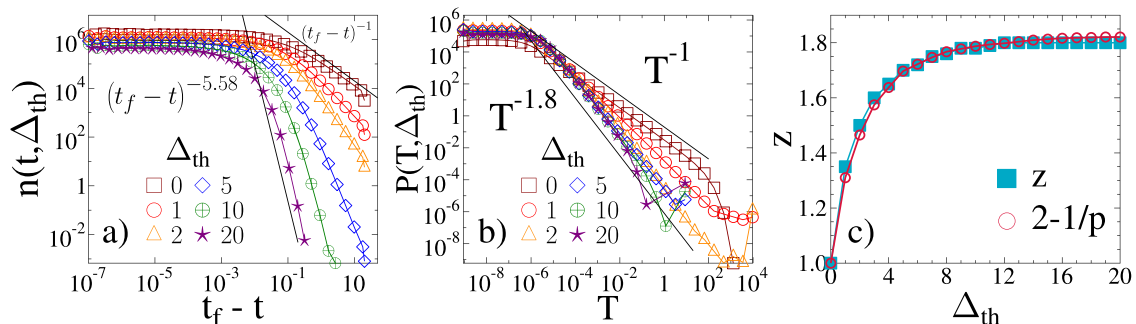 n(t,Δth)
10^6
10^4
10^2
1
10^-2
(t_f − t)^-1
(t_f − t)^-5.58
Δth
0 5
1 10
2 20
a)
10^-7 10^-5 10^-3 10^-1 10^1
t_f - t
P(T,Δth)
10^6
10^4
10^2
1
10^-2
10^-4
10^-6
10^-8
T^-1
T^-1.8
Δth
0 5
1 10
2 20
b)
10^-8 10^-6 10^-4 10^-2 1 10^2 10^4
T
z
1.8
1.6
1.4
1.2
1.0
z
2-1/p
c)
0 4 8 12 16 20
Δth